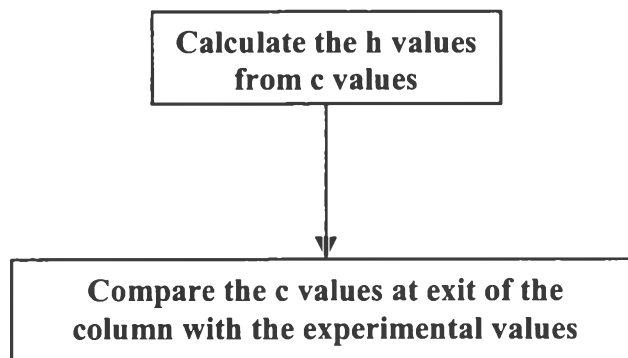 Calculate the h values
from c values
Compare the c values at exit of the
column with the experimental values